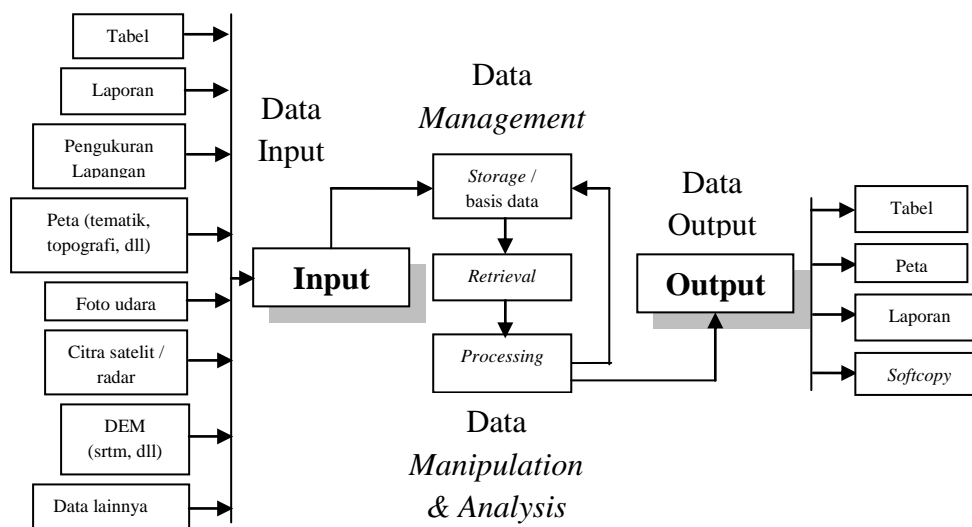 Tabel
Laporan
Pengukuran
Lapangan
Peta (tematik,
topografi, dll)
Foto udara
Citra satelit /
radar
DEM
(srtm, dll)
Data lainnya
Data
Input
Input
Data
Management
Storage /
basis data
Retrieval
Processing
Data
Manipulation
& Analysis
Data
Output
Output
Tabel
Peta
Laporan
Softcopy